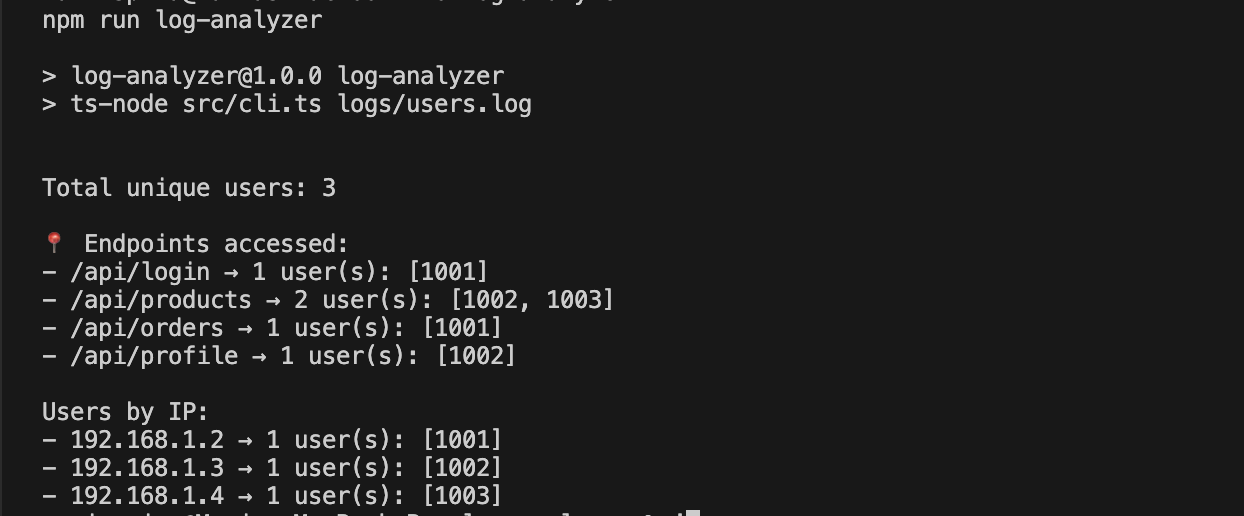 npm run log-analyzer
> log-analyzer@1.0.0 log-analyzer
> ts-node src/cli.ts logs/users.log
Total unique users: 3
📍 Endpoints accessed:
- /api/login → 1 user(s): [1001]
- /api/products → 2 user(s): [1002, 1003]
- /api/orders → 1 user(s): [1001]
- /api/profile → 1 user(s): [1002]
Users by IP:
- 192.168.1.2 → 1 user(s): [1001]
- 192.168.1.3 → 1 user(s): [1002]
- 192.168.1.4 → 1 user(s): [1003]